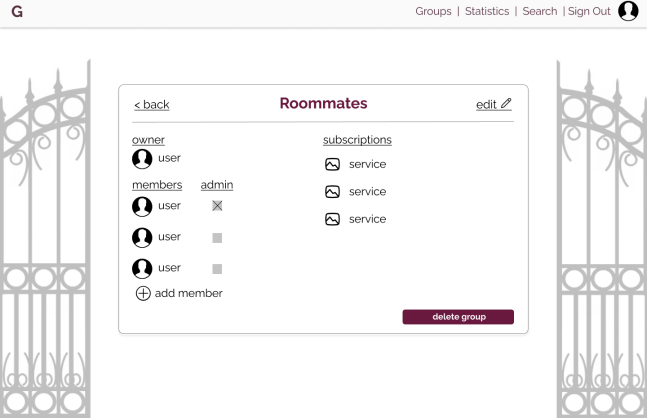 G
Groups | Statistics | Search | Sign Out
< back
Roommates
edit
owner
user
members admin
user
user
user
add member
subscriptions
service
service
service
delete group